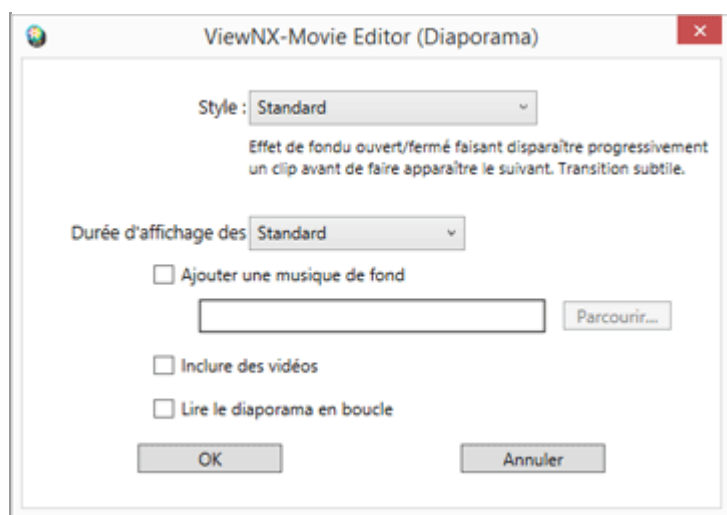 ViewNX-Movie Editor (Diaporama)
Style : Standard
Effet de fondu ouvert/fermé faisant disparaître progressivement
un clip avant de faire apparaître le suivant. Transition subtile.
Durée d'affichage des Standard
Ajouter une musique de fond
Parcourir...
Inclure des vidéos
Lire le diaporama en boucle
OK Annuler